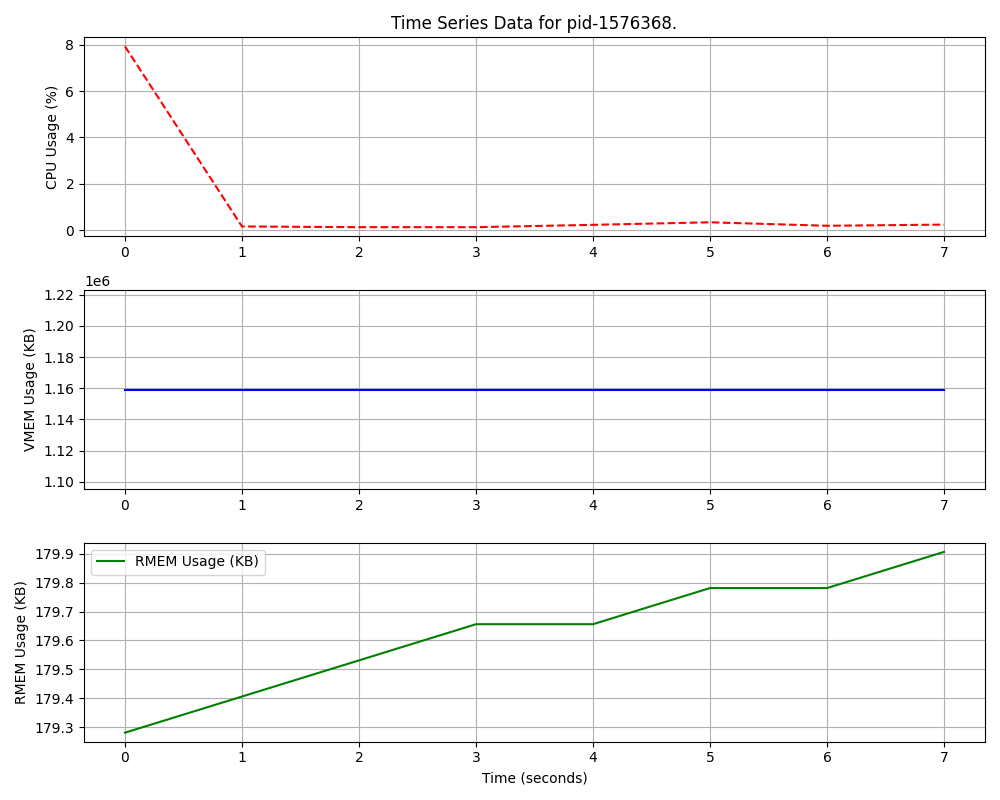 Time Series Data for pid-1576368.
8
6
4
2
0
CPU Usage (%)
0 1 2 3 4 5 6 7
1e6
1.22
1.20
1.18
1.16
1.14
1.12
1.10
VMEM Usage (KB)
0 1 2 3 4 5 6 7
RMEM Usage (KB)
179.9
179.8
179.7
179.6
179.5
179.4
179.3
RMEM Usage (KB)
0 1 2 3 4 5 6 7
Time (seconds)